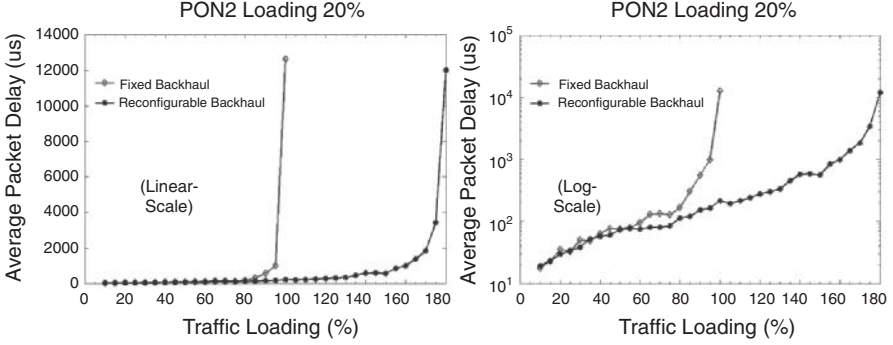 PON2 Loading 20%
Average Packet Delay (us)
14000
12000
10000
8000
6000
4000
2000
0
Fixed Backhaul
Reconfigurable Backhaul
(Linear-
Scale)
20 40 60 80 100 120 140 160 180
Traffic Loading (%)
PON2 Loading 20%
Average Packet Delay (us)
10^5
10^4
10^3
10^2
10^1
Fixed Backhaul
Reconfigurable Backhaul
(Log-
Scale)
0 20 40 60 80 100 120 140 160 180
Traffic Loading (%)